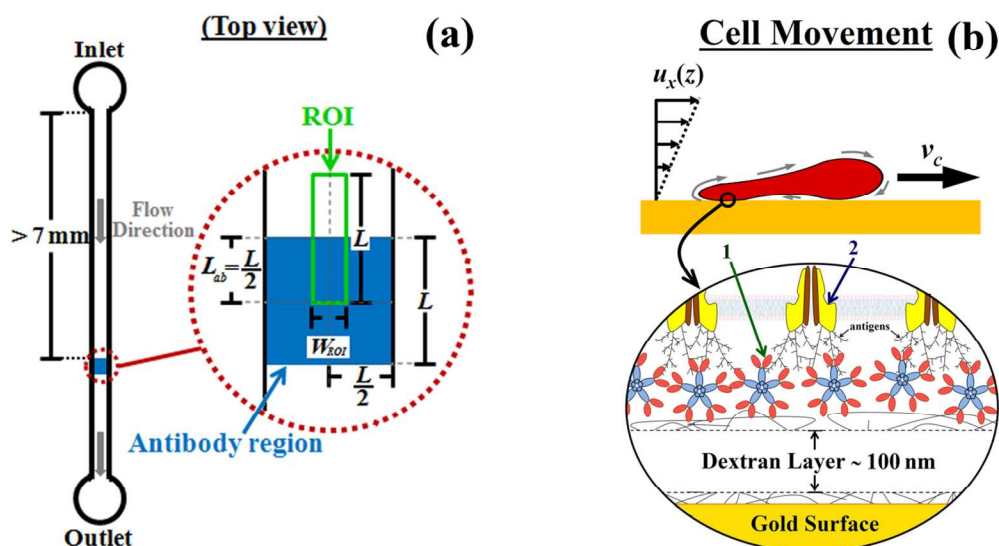 (Top view)
(a)
Inlet
ROI
Flow
Direction
> 7 mm
L
L_ab=L/2
L
W_ROI
L/2
Antibody region
Outlet
Cell Movement
(b)
u_x(z)
v_c
1
2
antigens
Dextran Layer ~ 100 nm
Gold Surface